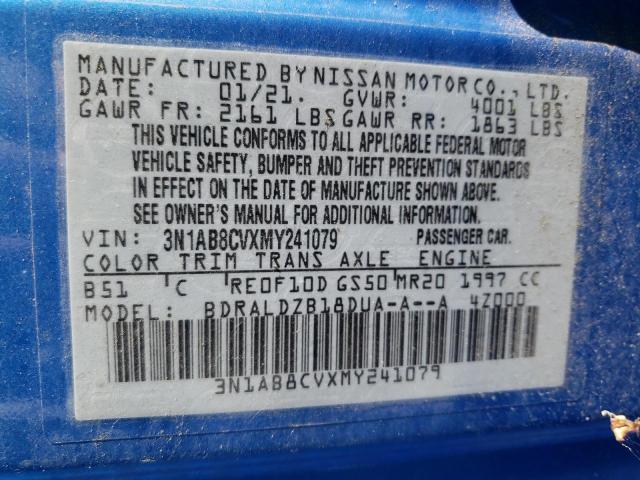 MANUFACTURED BY NISSAN MOTOR CO., LTD.
DATE: 01/21. GVWR: 4001 LBS
GAWR FR: 2161 LBS GAWR RR: 1863 LBS
THIS VEHICLE CONFORMS TO ALL APPLICABLE FEDERAL MOTOR
VEHICLE SAFETY, BUMPER AND THEFT PREVENTION STANDARDS
IN EFFECT ON THE DATE OF MANUFACTURE SHOWN ABOVE.
SEE OWNER'S MANUAL FOR ADDITIONAL INFORMATION.
VIN: 3N1AB8CVXMY241079 PASSENGER CAR.
COLOR TRIM TRANS AXLE ENGINE
B51 C RE0F10D GS50 MR20 1997 CC
MODEL: BDRALDZB18DUA-A--A 4Z000
3N1AB8CVXMY241079